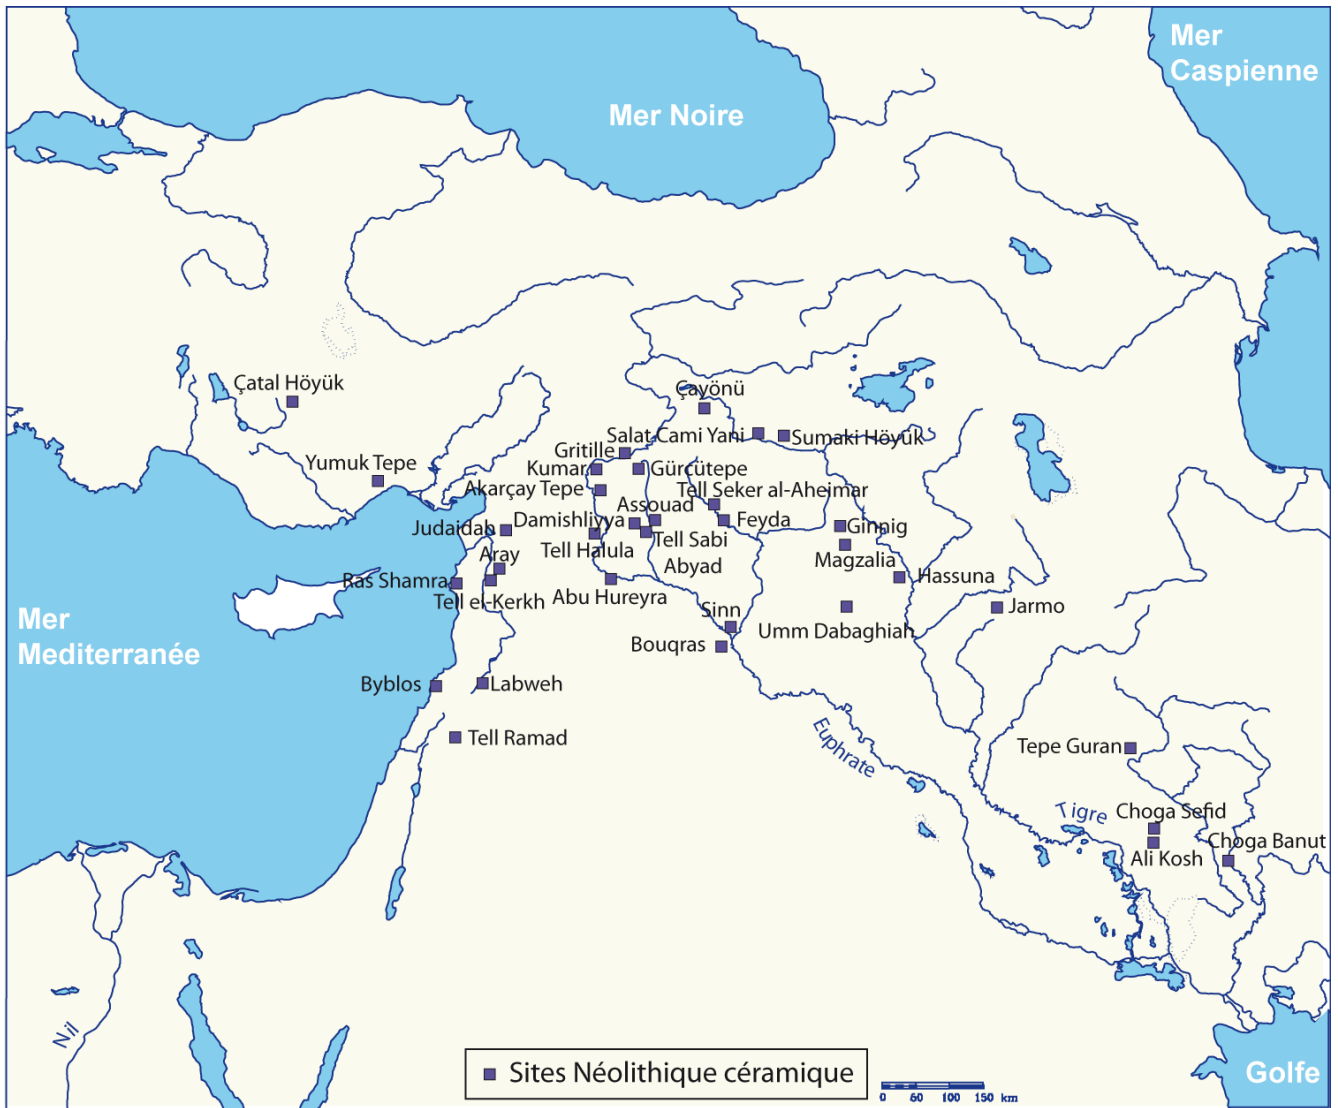 Mer
Caspienne
Mer Noire
Çatal Höyük
Çayönü
Salat Cami Yani
Sumaki Höyük
Gritille
Yumuk Tepe
Kumar
Gürcütepe
Akarçay Tepe
Tell Seker al-Aheimar
Assouad
Judaidah
Damishliyya
Feyda
Ginnig
Tell Halula
Tell Sabi
Abyad
Aray
Magzalia
Ras Shamra
Hassuna
Tell el-Kerkh
Abu Hureyra
Sinn
Jarmo
Mer
Mediterranée
Umm Dabaghiah
Bouqras
Byblos
Labweh
Tell Ramad
Euphrate
Tepe Guran
Tigre
Choga Sefid
Choga Banut
Ali Kosh
Nil
Golfe
Sites Néolithique céramique
0 60 100 150 km